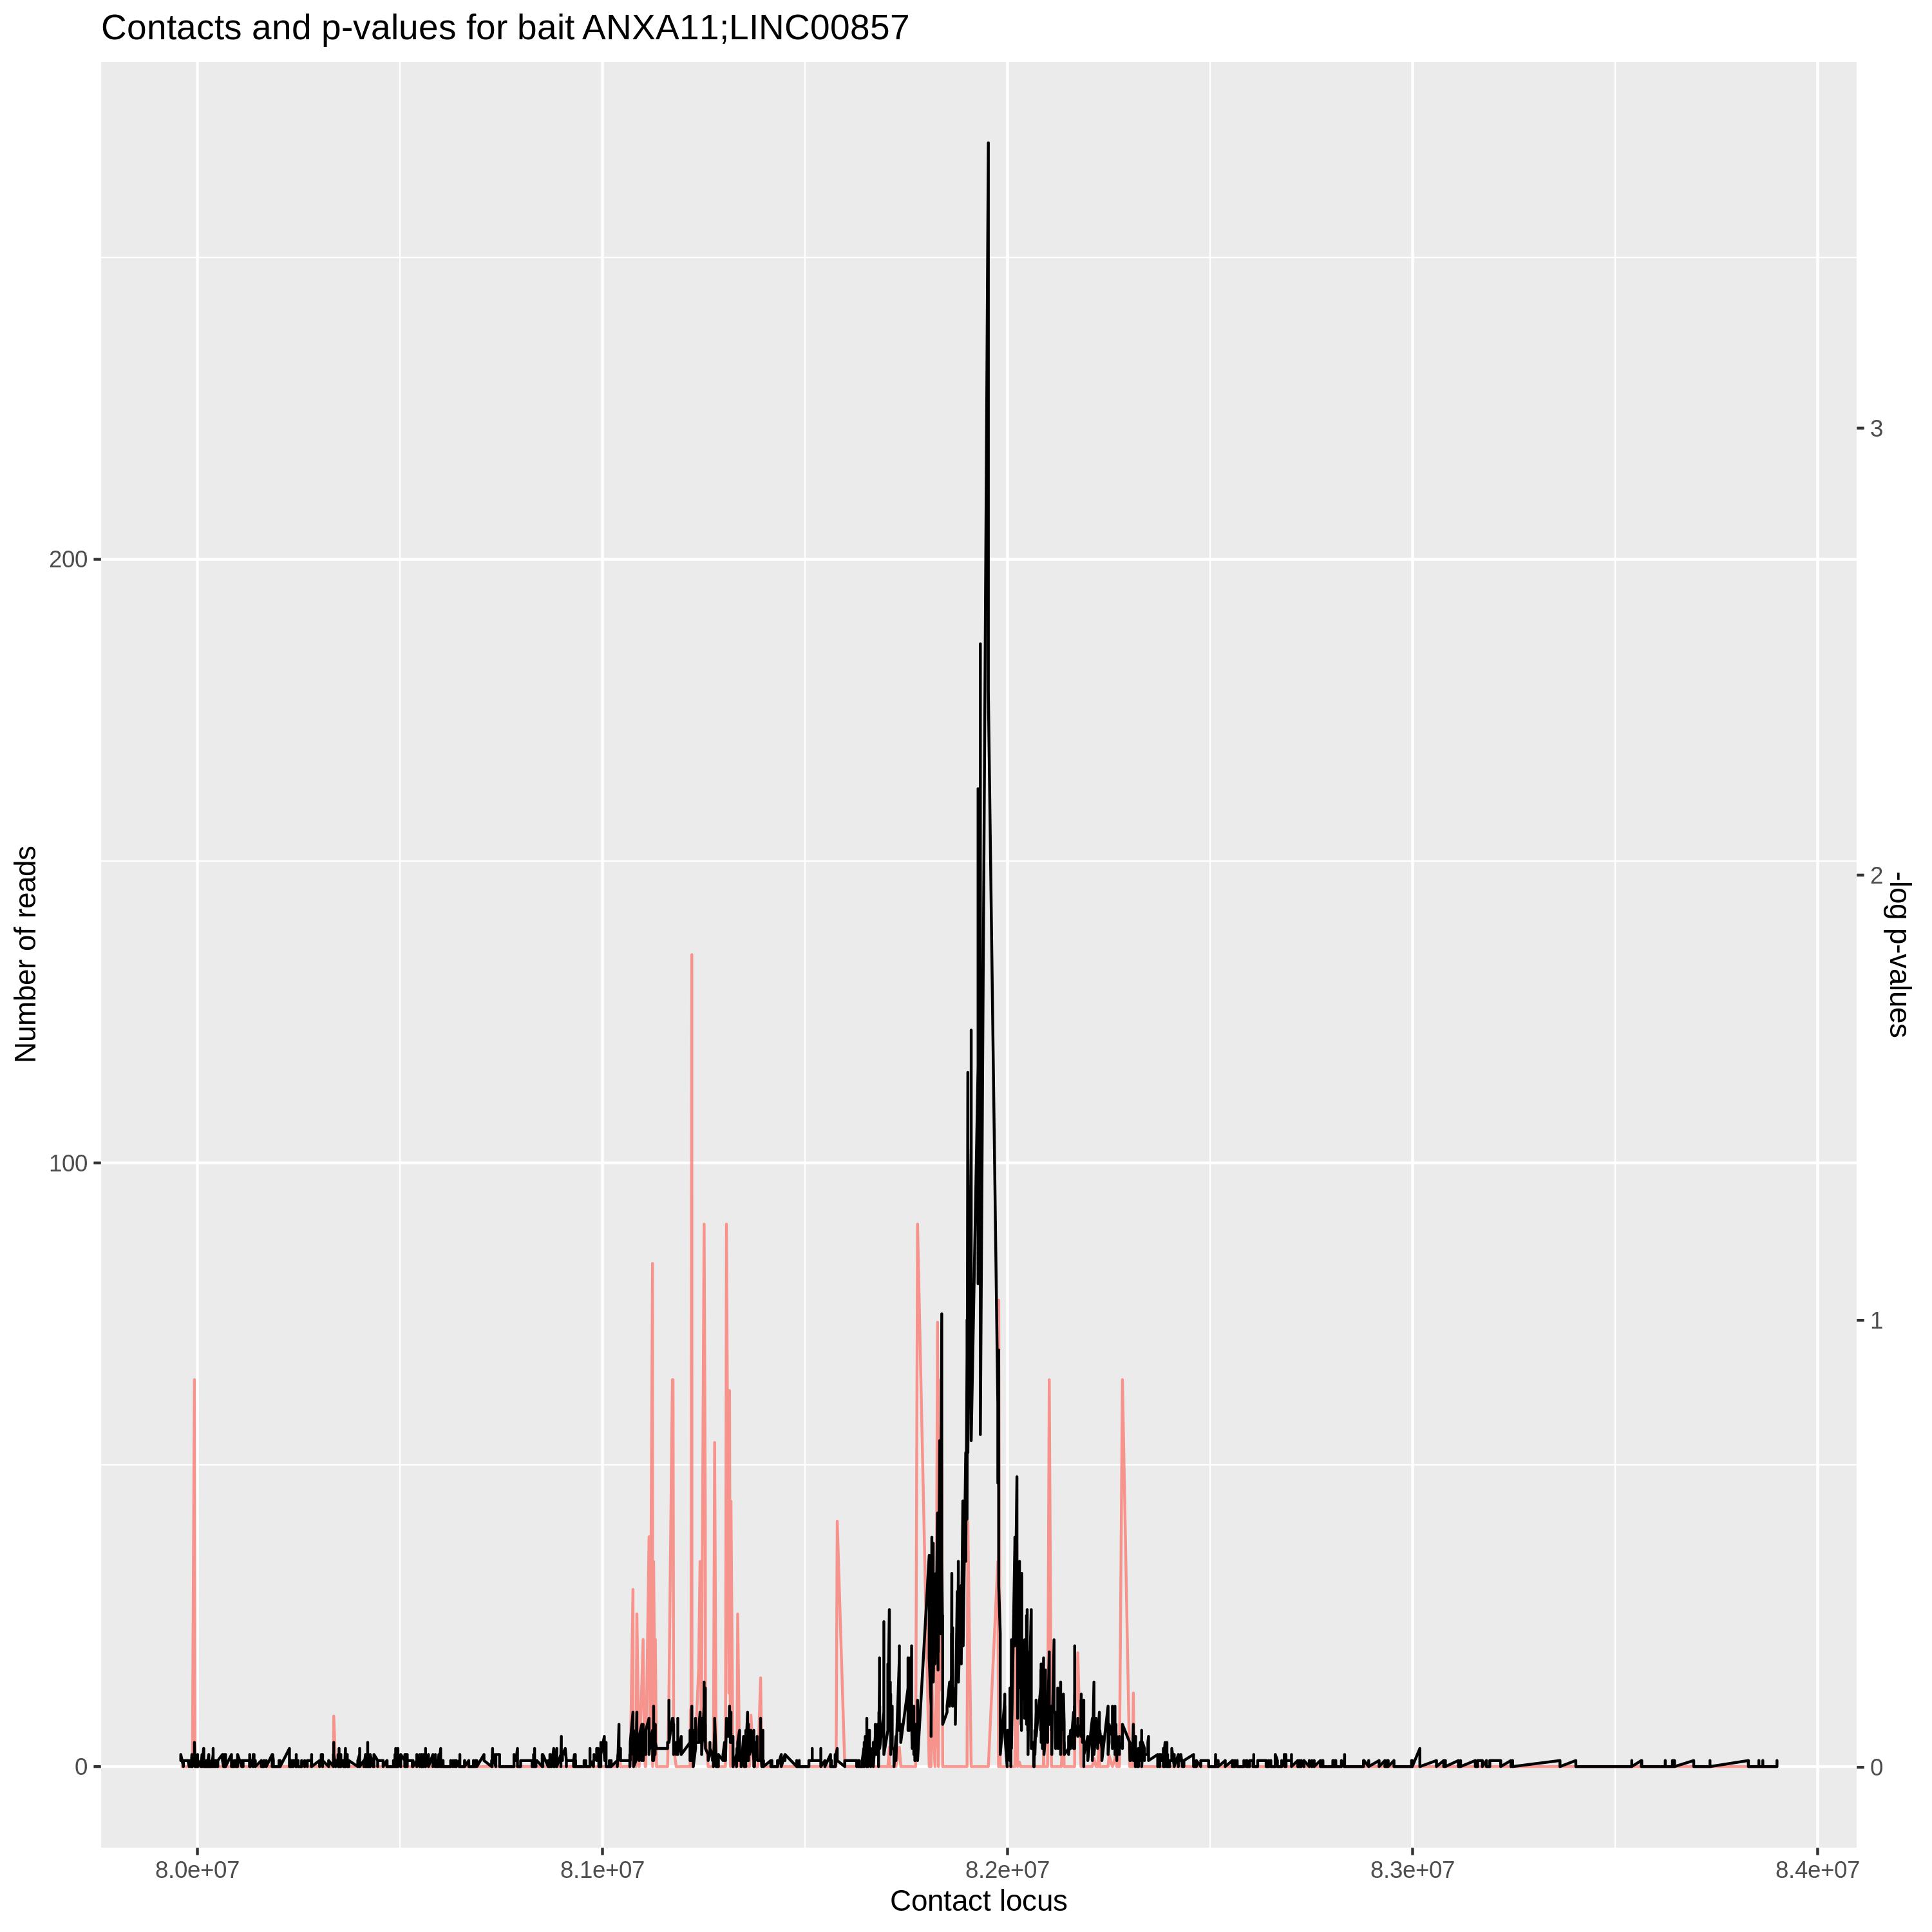 Contacts and p-values for bait ANXA11;LINC00857
Number of reads
200
100
0
3
2
1
0
-log p-values
8.0e+07
8.1e+07
8.2e+07
8.3e+07
8.4e+07
Contact locus